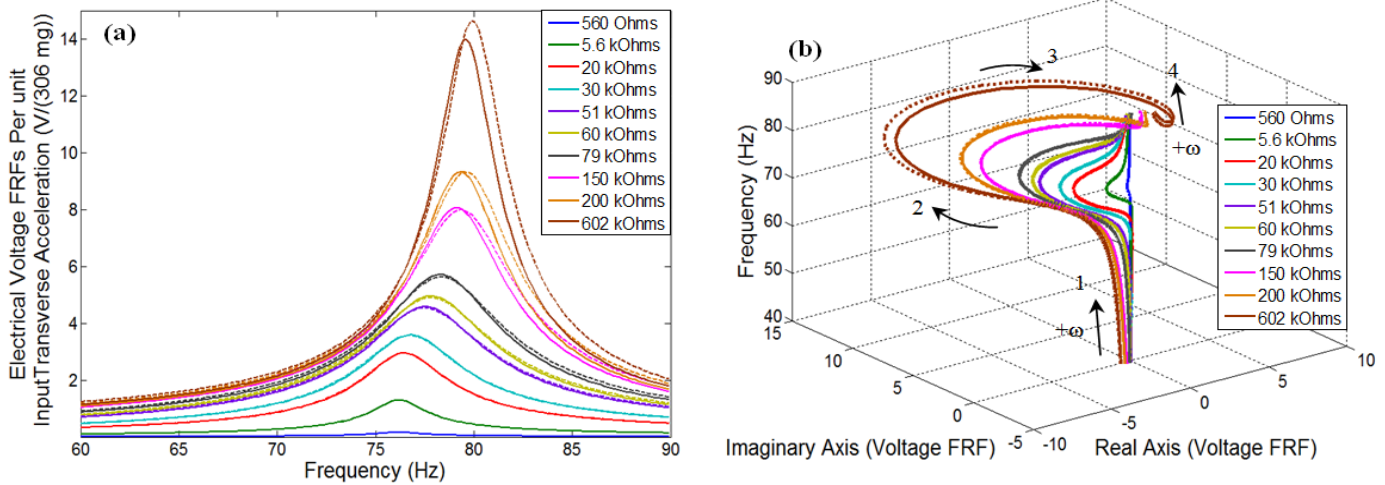 (a)
Electrical Voltage FRFs Per unit
InputTransverse Acceleration (V/(306 mg))
14
12
10
8
6
4
2
60
65
70
75
80
85
90
Frequency (Hz)
560 Ohms
5.6 kOhms
20 kOhms
30 kOhms
51 kOhms
60 kOhms
79 kOhms
150 kOhms
200 kOhms
602 kOhms
(b)
Frequency (Hz)
90
80
70
60
50
40
15
10
5
0
-5
-10
-5
0
5
10
Imaginary Axis (Voltage FRF)
Real Axis (Voltage FRF)
1
+ω
2
3
4
+ω
560 Ohms
5.6 kOhms
20 kOhms
30 kOhms
51 kOhms
60 kOhms
79 kOhms
150 kOhms
200 kOhms
602 kOhms